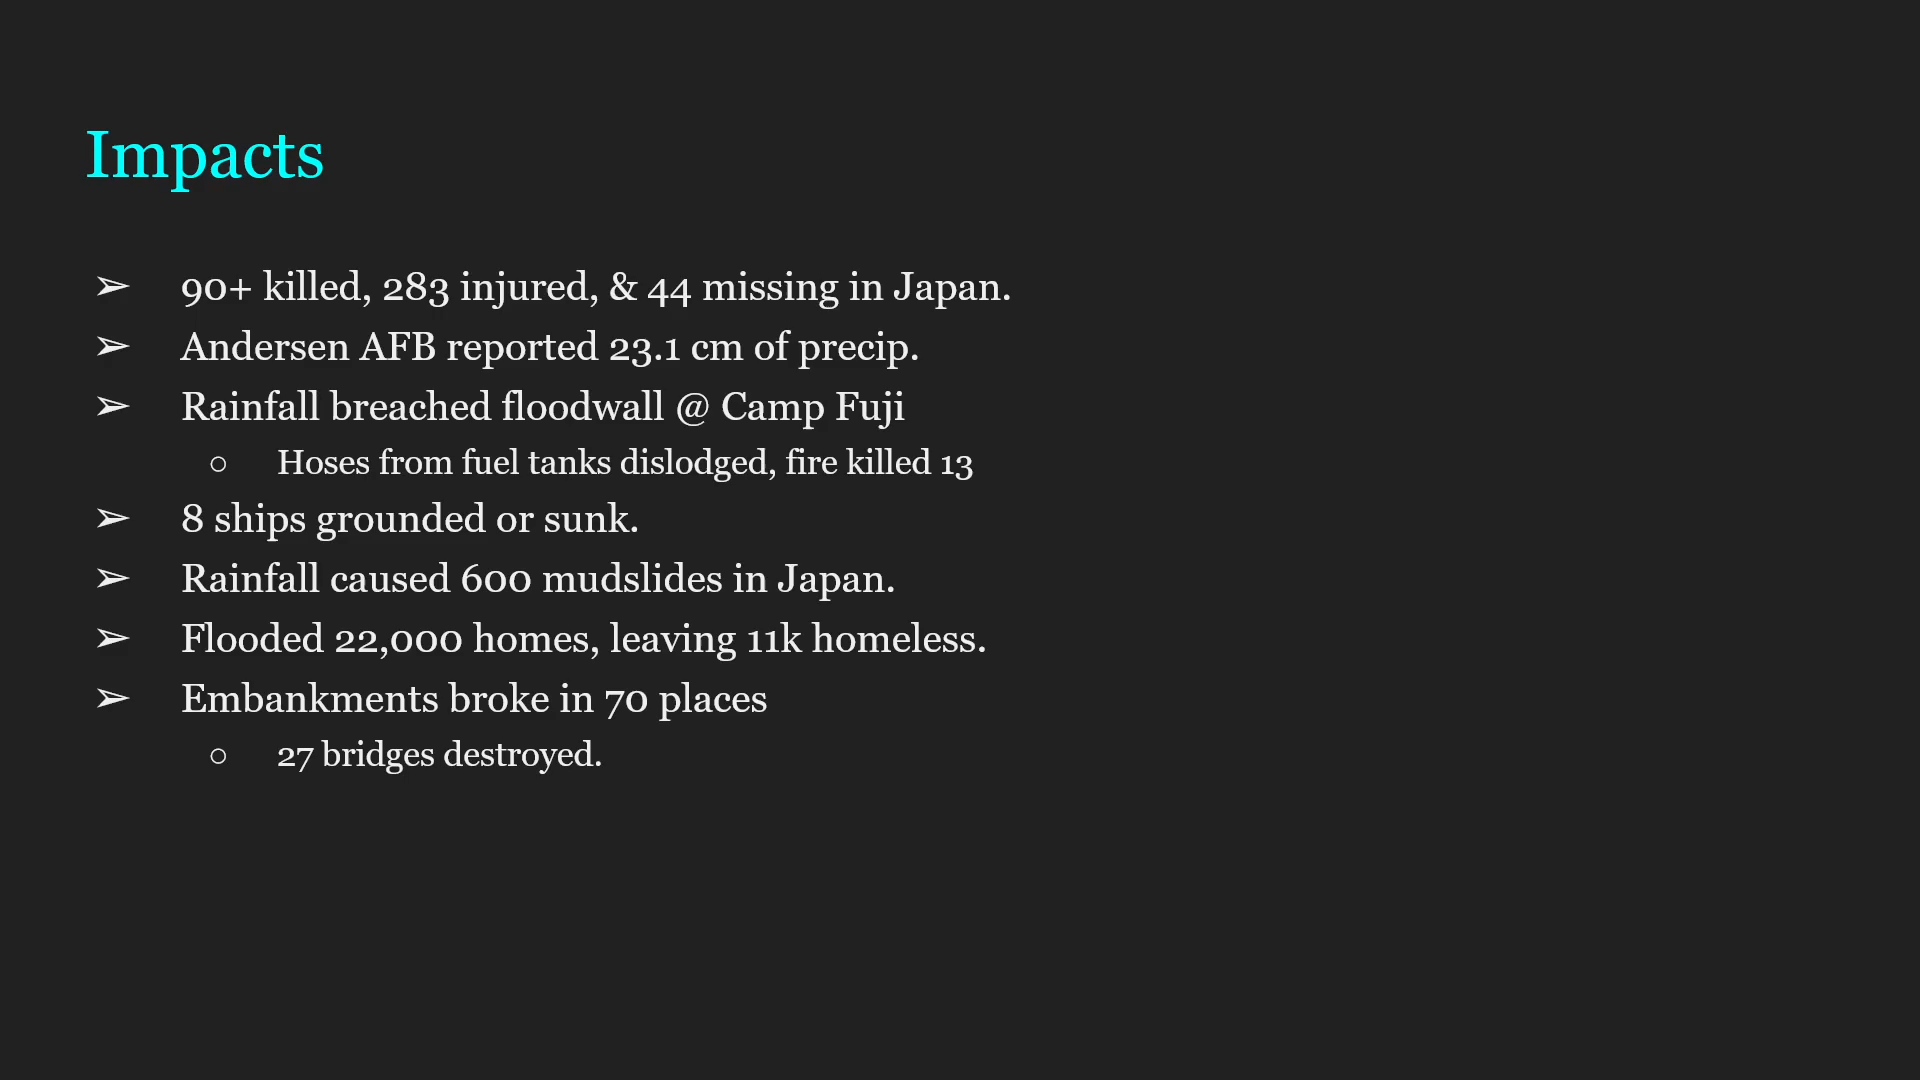 Impacts
➢ 90+ killed, 283 injured, & 44 missing in Japan.
➢ Andersen AFB reported 23.1 cm of precip.
➢ Rainfall breached floodwall @ Camp Fuji
○ Hoses from fuel tanks dislodged, fire killed 13
➢ 8 ships grounded or sunk.
➢ Rainfall caused 600 mudslides in Japan.
➢ Flooded 22,000 homes, leaving 11k homeless.
➢ Embankments broke in 70 places
○ 27 bridges destroyed.